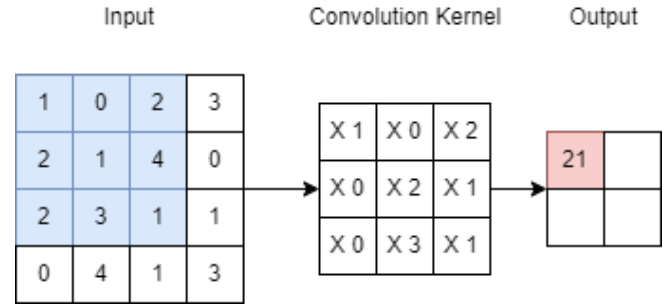 Input Convolution Kernel Output
1 0 2 3
2 1 4 0
2 3 1 1
0 4 1 3
X 1 X 0 X 2
X 0 X 2 X 1
X 0 X 3 X 1
21